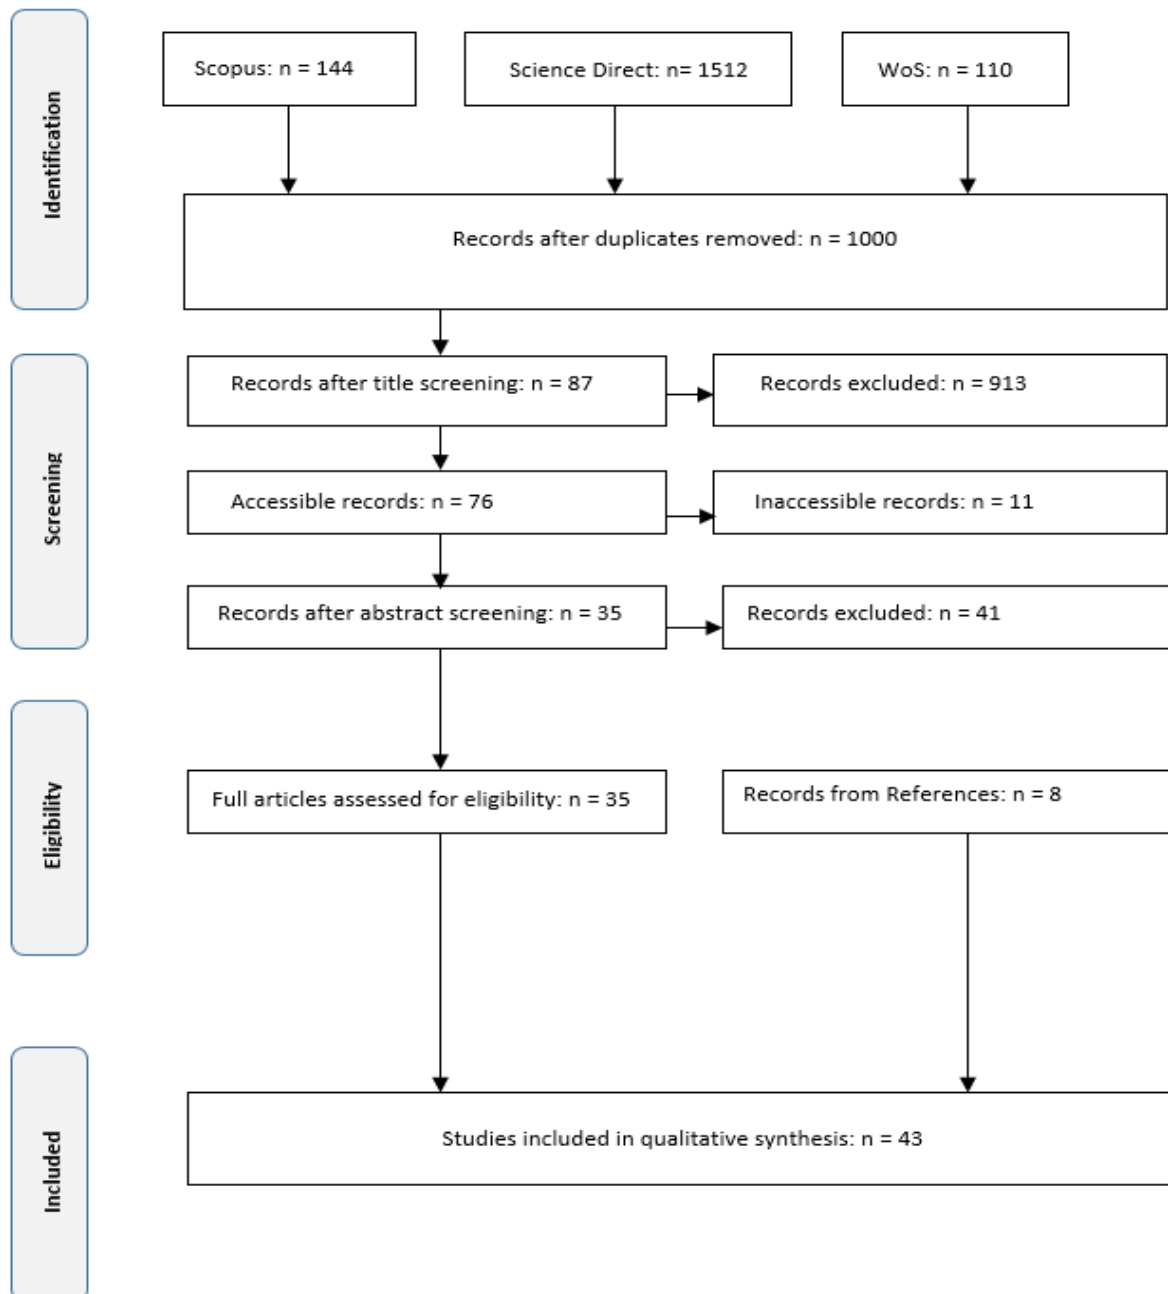 Identification
Scopus: n = 144
Science Direct: n= 1512
WoS: n = 110
Records after duplicates removed: n = 1000
Screening
Records after title screening: n = 87
Records excluded: n = 913
Accessible records: n = 76
Inaccessible records: n = 11
Records after abstract screening: n = 35
Records excluded: n = 41
Eligibility
Full articles assessed for eligibility: n = 35
Records from References: n = 8
Included
Studies included in qualitative synthesis: n = 43